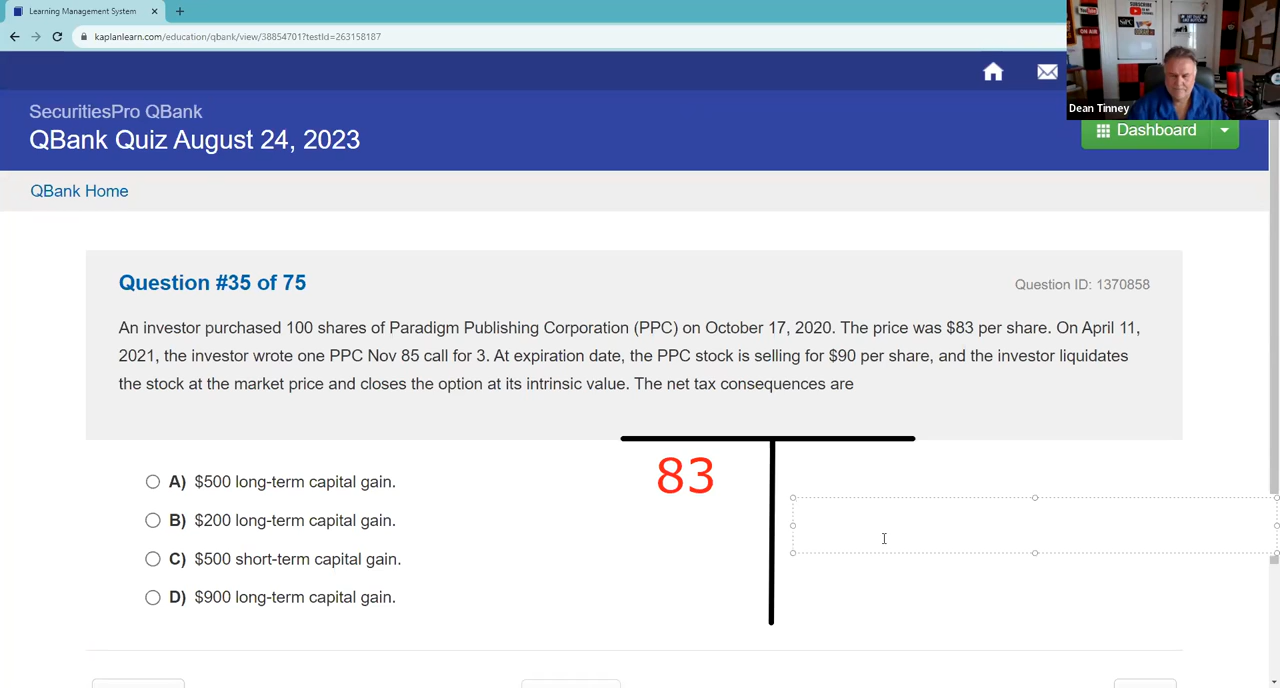 Learning Management System
kaplanlearn.com/education/qbank/view/38854701?testId=263158187
SUBSCRIBE
SIPC
ON AIR
Dean Tinney
SecuritiesPro QBank
QBank Quiz August 24, 2023
Dashboard
QBank Home
Question #35 of 75
Question ID: 1370858
An investor purchased 100 shares of Paradigm Publishing Corporation (PPC) on October 17, 2020. The price was $83 per share. On April 11,
2021, the investor wrote one PPC Nov 85 call for 3. At expiration date, the PPC stock is selling for $90 per share, and the investor liquidates
the stock at the market price and closes the option at its intrinsic value. The net tax consequences are
83
A) $500 long-term capital gain.
B) $200 long-term capital gain.
C) $500 short-term capital gain.
D) $900 long-term capital gain.